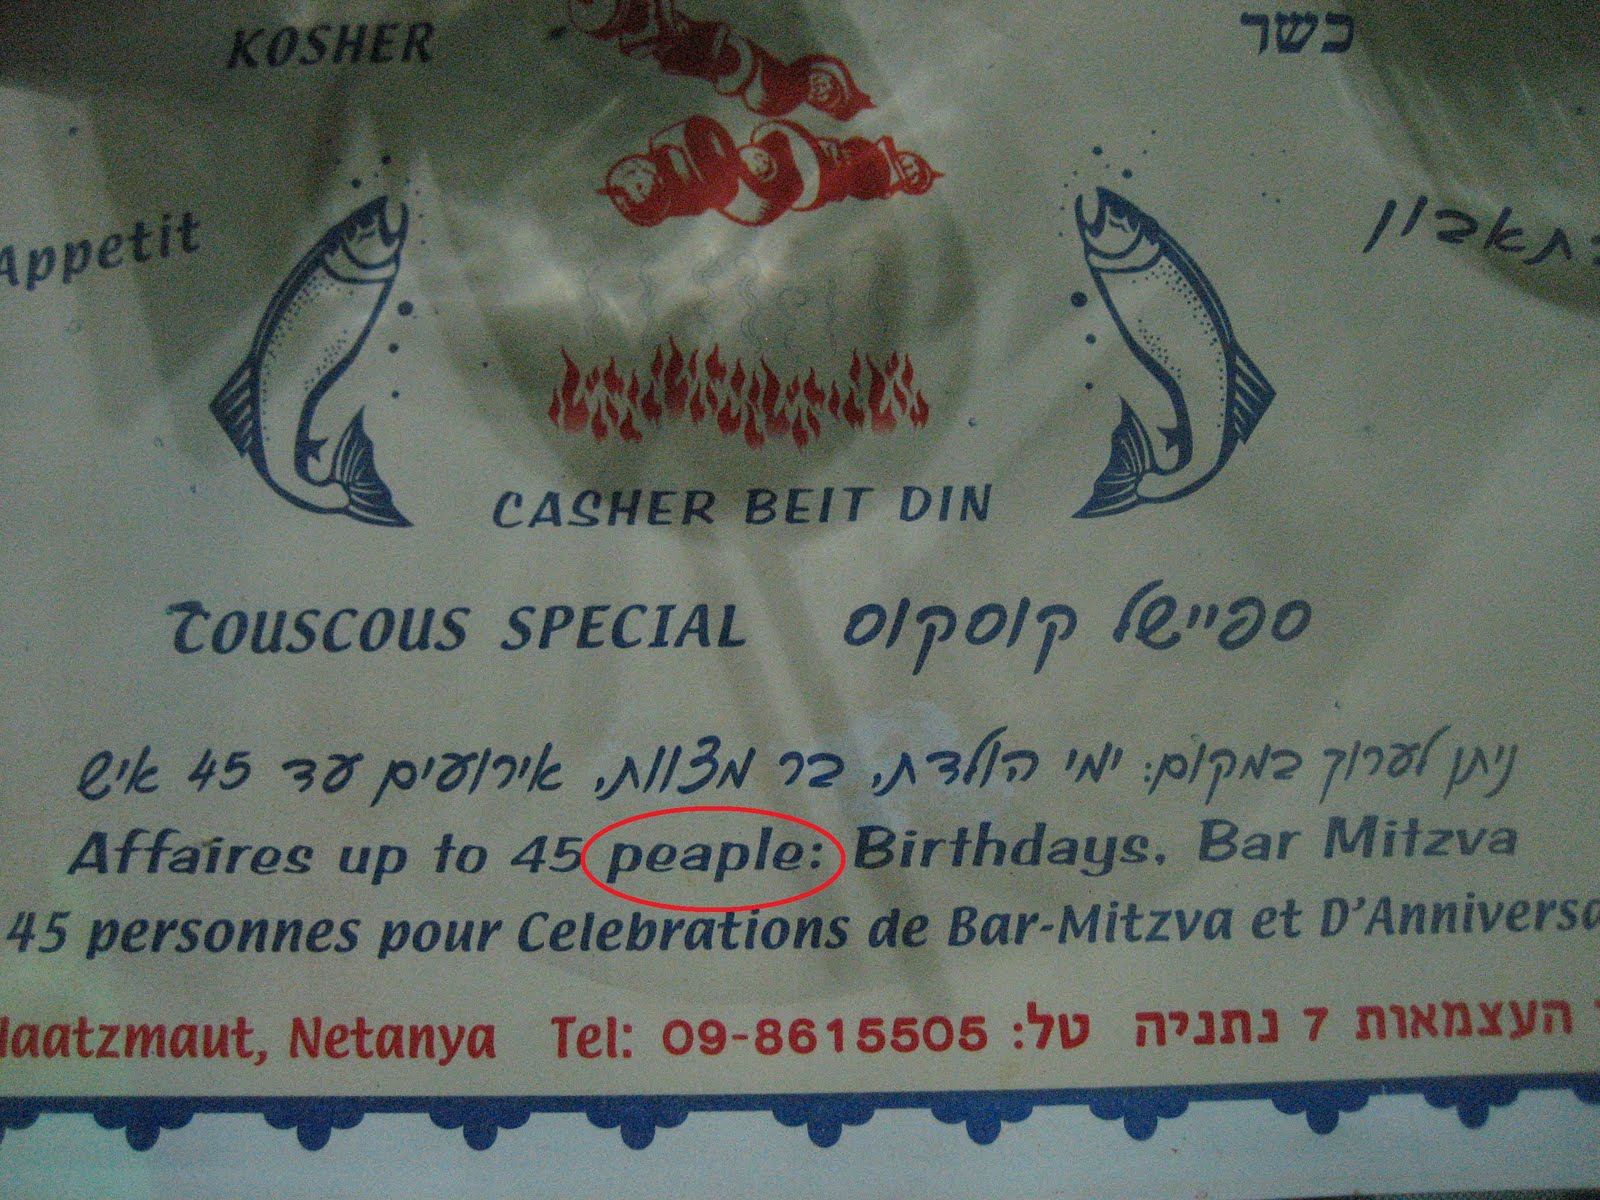 KOSHER כשר
Appetit בתאבון
CASHER BEIT DIN
COUSCOUS SPECIAL ספיישל קוסקוס
ניתן לערוך במקום: ימי הולדת, בר מצוות, אירועים עד 45 איש
Affaires up to 45 peaple: Birthdays, Bar Mitzva
45 personnes pour Celebrations de Bar-Mitzva et D'Anniversa
Haatzmaut, Netanya Tel: 09-8615505 :טל העצמאות 7 נתניה